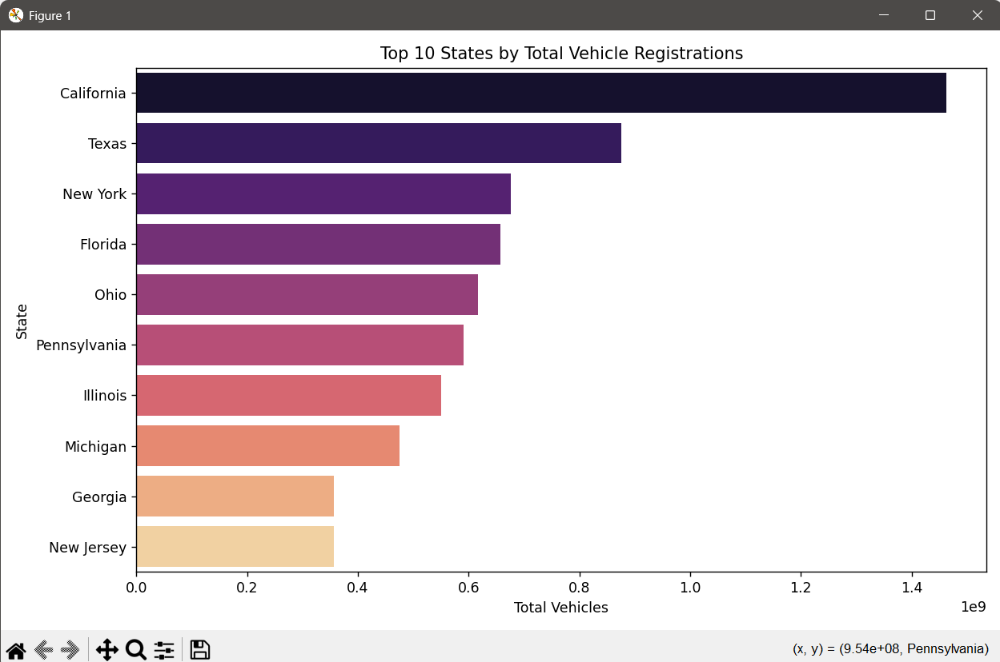 Figure 1
Top 10 States by Total Vehicle Registrations
California
Texas
New York
Florida
Ohio
Pennsylvania
Illinois
Michigan
Georgia
New Jersey
State
0.0 0.2 0.4 0.6 0.8 1.0 1.2 1.4
Total Vehicles
1e9
(x, y) = (9.54e+08, Pennsylvania)